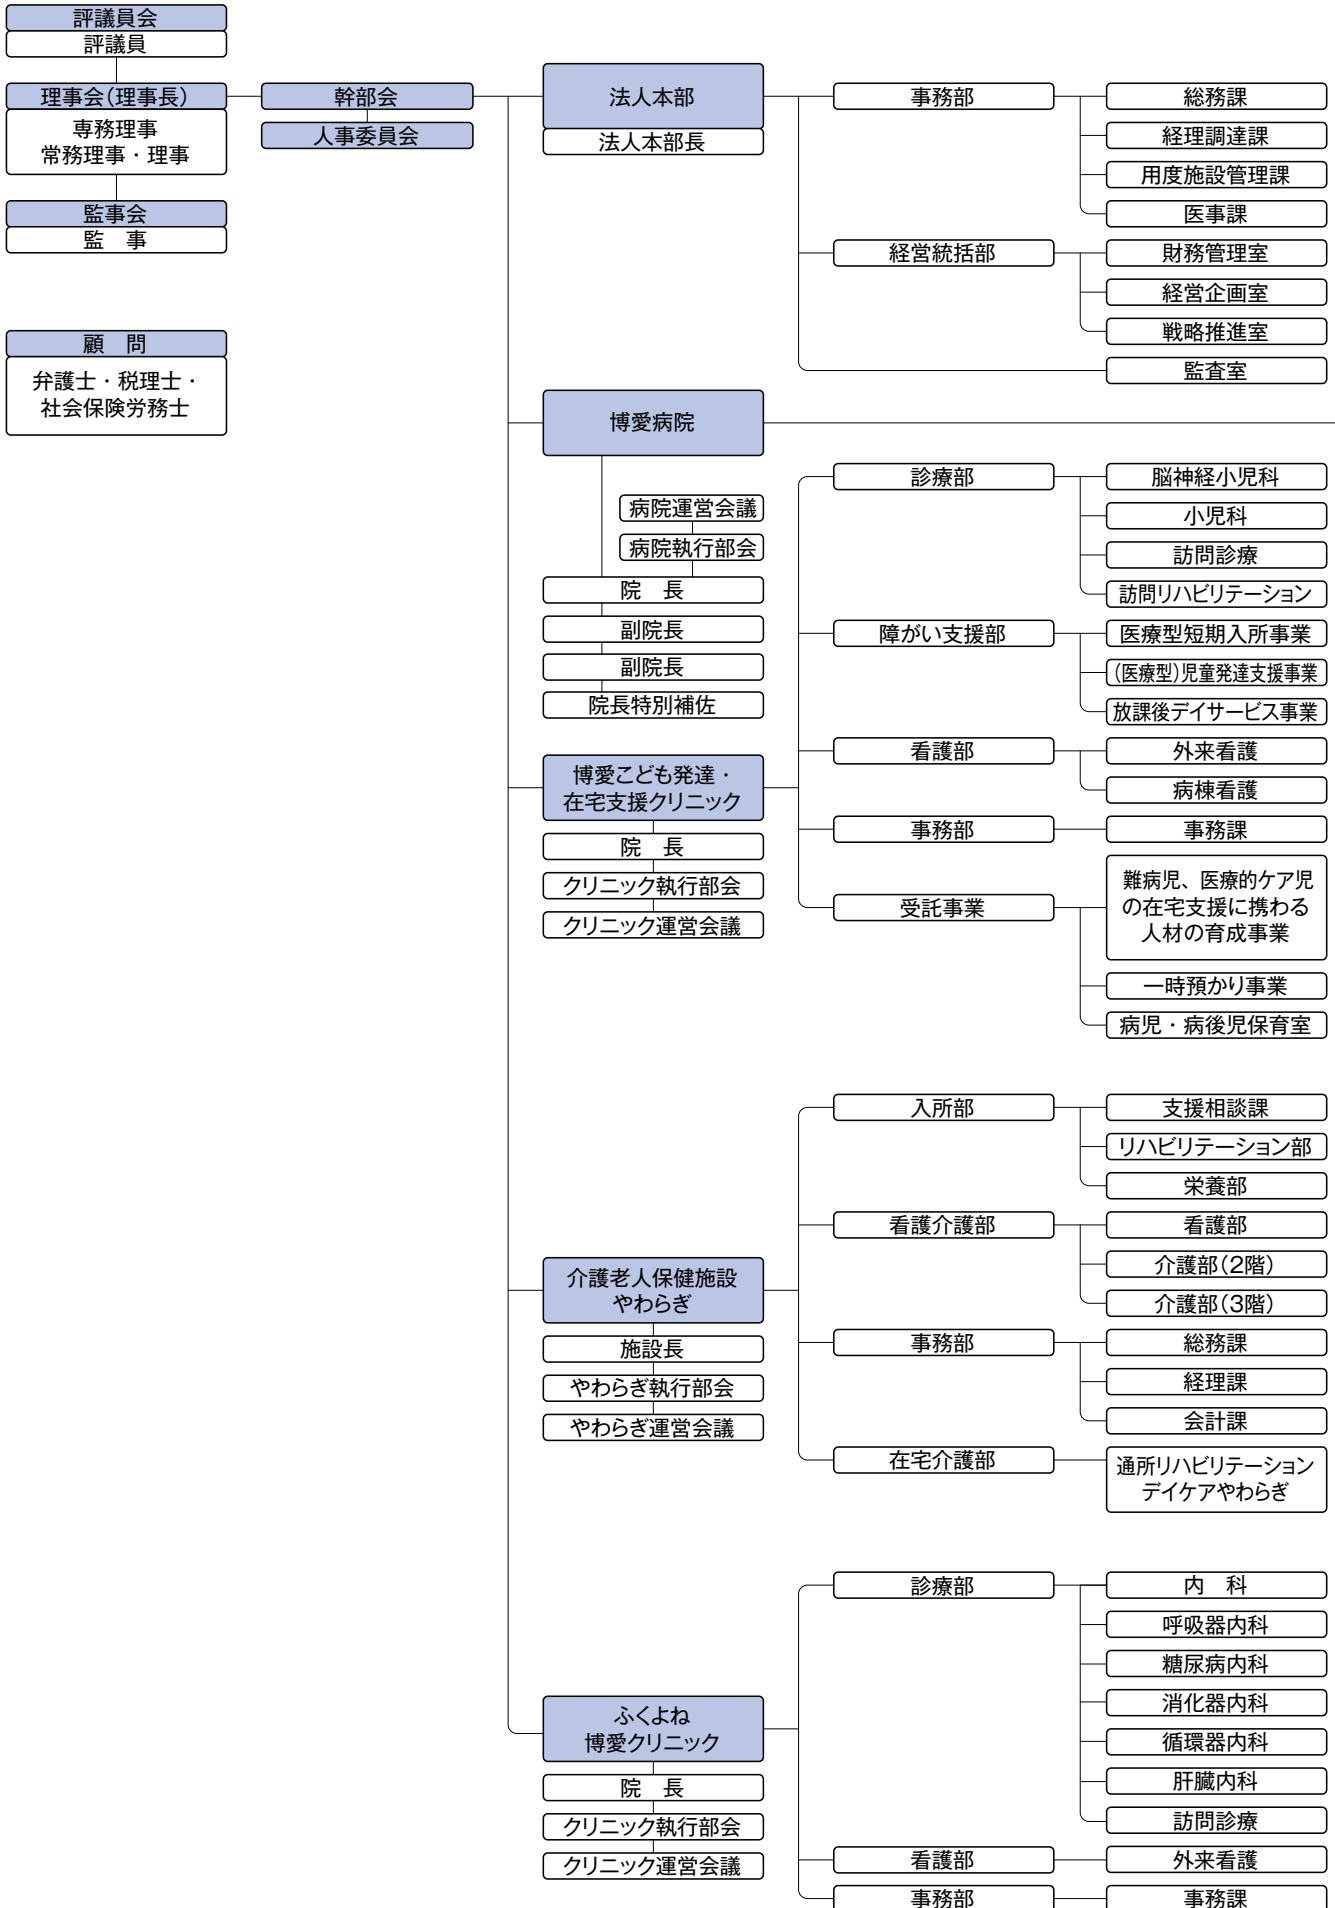 評議員会
評議員
理事会(理事長)
専務理事
常務理事・理事
監事会
監　事
顧　問
弁護士・税理士・
社会保険労務士
幹部会
人事委員会
法人本部
法人本部長
事務部
総務課
経理調達課
用度施設管理課
医事課
経営統括部
財務管理室
経営企画室
戦略推進室
監査室
博愛病院
病院運営会議
病院執行部会
院　長
副院長
副院長
院長特別補佐
博愛こども発達・
在宅支援クリニック
院　長
クリニック執行部会
クリニック運営会議
診療部
脳神経小児科
小児科
訪問診療
訪問リハビリテーション
障がい支援部
医療型短期入所事業
(医療型)児童発達支援事業
放課後デイサービス事業
看護部
外来看護
病棟看護
事務部
事務課
受託事業
難病児、医療的ケア児
の在宅支援に携わる
人材の育成事業
一時預かり事業
病児・病後児保育室
介護老人保健施設
やわらぎ
施設長
やわらぎ執行部会
やわらぎ運営会議
入所部
支援相談課
リハビリテーション部
栄養部
看護介護部
看護部
介護部(2階)
介護部(3階)
事務部
総務課
経理課
会計課
在宅介護部
通所リハビリテーション
デイケアやわらぎ
ふくよね
博愛クリニック
院　長
クリニック執行部会
クリニック運営会議
診療部
内　科
呼吸器内科
糖尿病内科
消化器内科
循環器内科
肝臓内科
訪問診療
看護部
外来看護
事務部
事務課